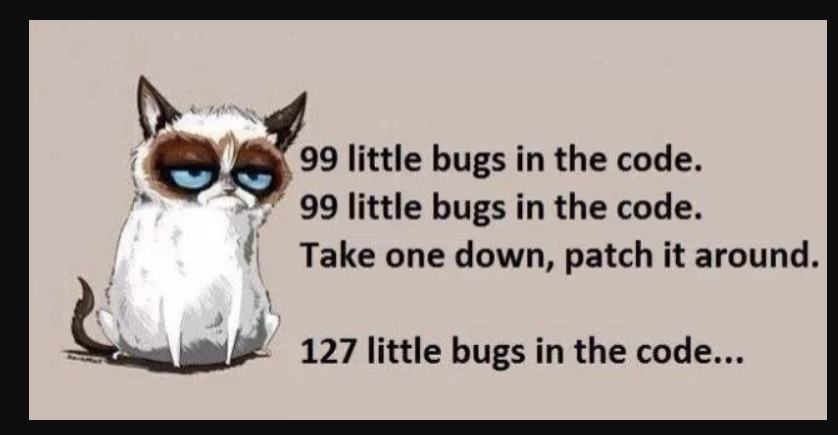 99 little bugs in the code.
99 little bugs in the code.
Take one down, patch it around.
127 little bugs in the code...